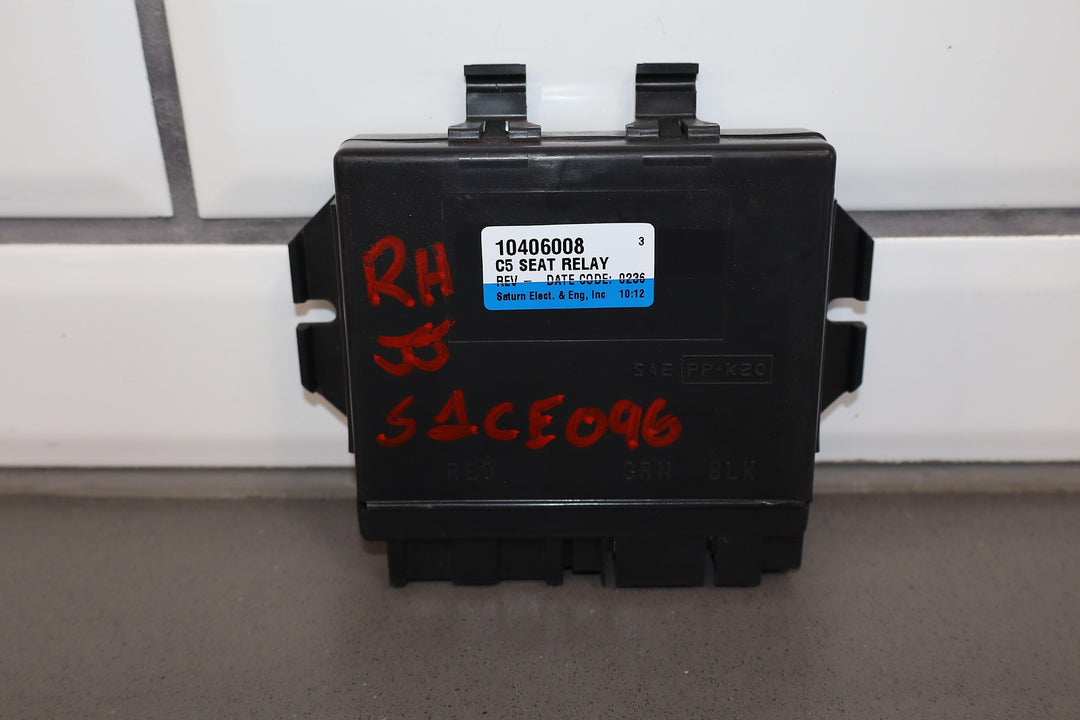 10406008 3
C5 SEAT RELAY
REV - DATE CODE: 0236
Saturn Elect. & Eng, Inc 10:12
RH
JB
SAE PP-K20
S1CE096
RED GRN BLK